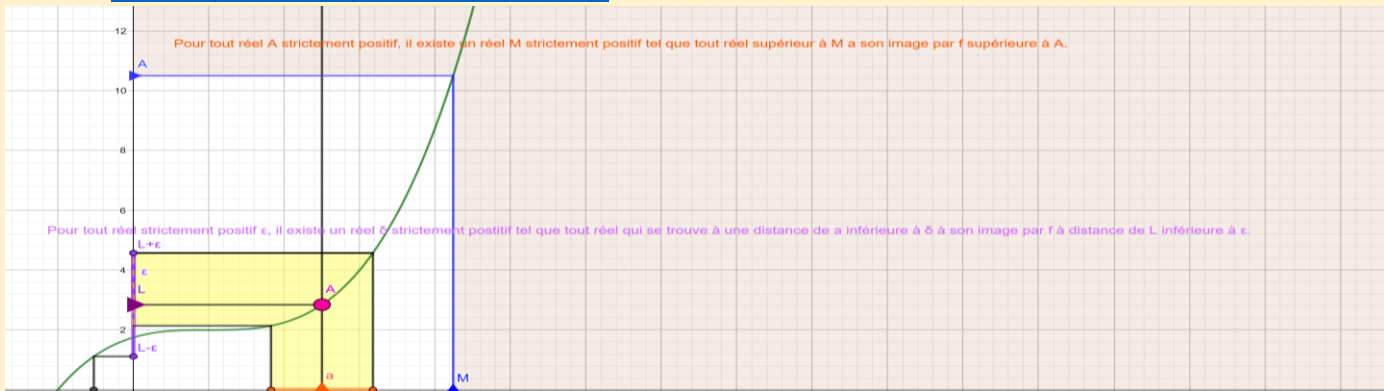 12
Pour tout réel A strictement positif, il existe un réel M strictement positif tel que tout réel supérieur à M a son image par f supérieure à A.
A
10
8
6
Pour tout réel strictement positif ε, il existe un réel δ strictement postitif tel que tout réel qui se trouve à une distance de a inférieure à δ à son image par f à distance de L inférieure à ε.
L+ε
4
ε
L
A
2
L-ε
a
M